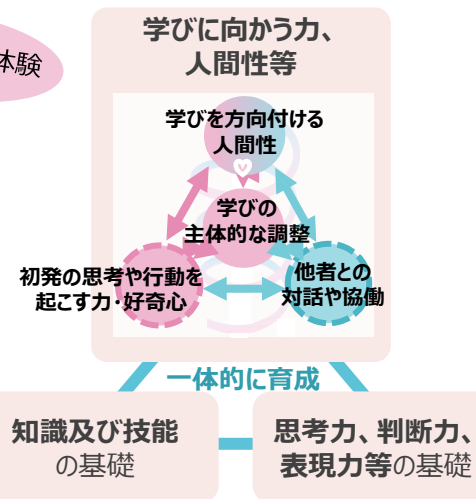 体験
学びに向かう力、
人間性等
学びを方向付ける
人間性
学びの
主体的な調整
初発の思考や行動を
起こす力・好奇心
他者との
対話や協働
一体的に育成
知識及び技能
の基礎
思考力、判断力、
表現力等の基礎